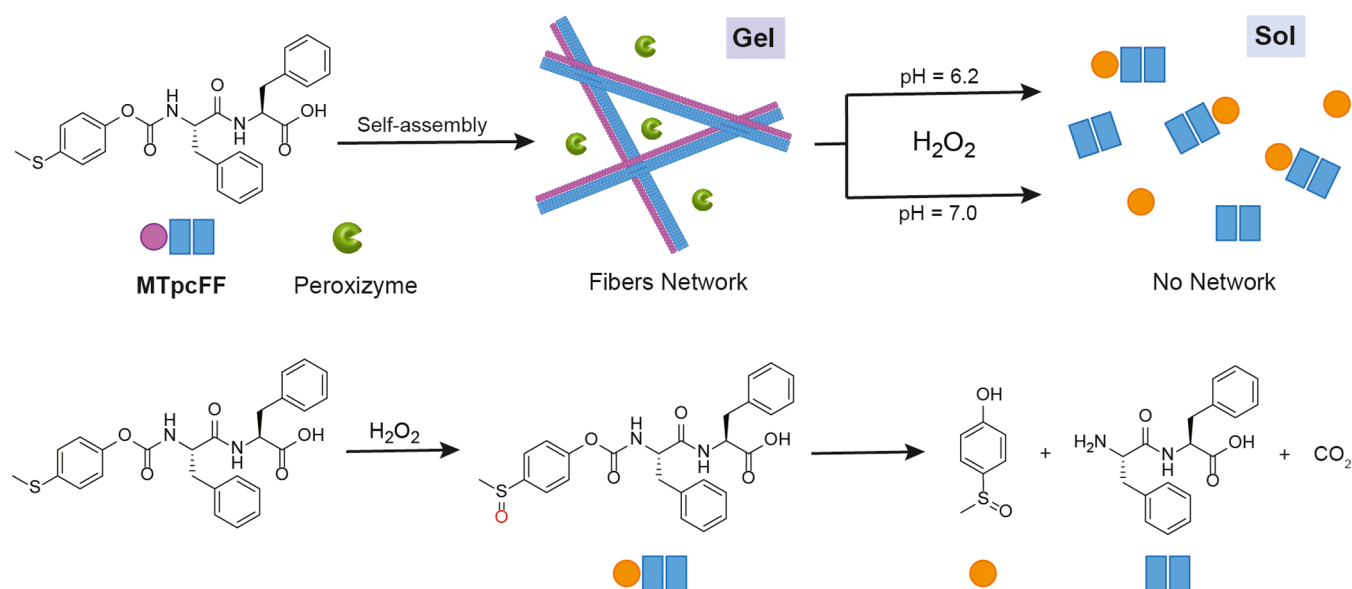 Gel
Sol
pH = 6.2
H₂O₂
pH = 7.0
Self-assembly
O
H
N
O
O
N
H
O
OH
O
S
MTpcFF
Peroxizyme
Fibers Network
No Network
O
H
N
O
O
N
H
O
OH
O
S
H₂O₂
O
H
N
O
O
N
H
O
OH
O
S
O
OH
S
O
+
H₂N
O
N
H
O
OH
+
CO₂